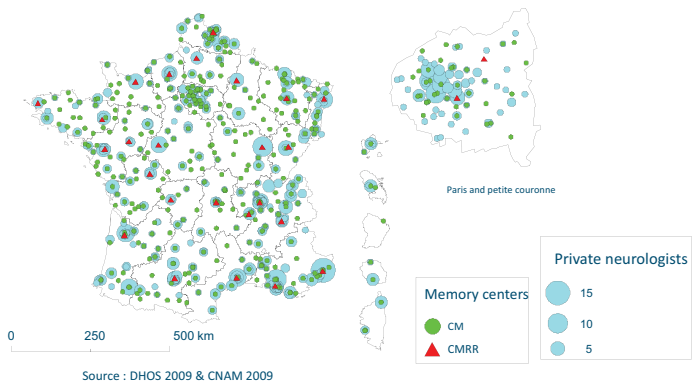 Paris and petite couronne
Private neurologists
15
10
5
Memory centers
CM
CMRR
0 250 500 km
Source : DHOS 2009 & CNAM 2009